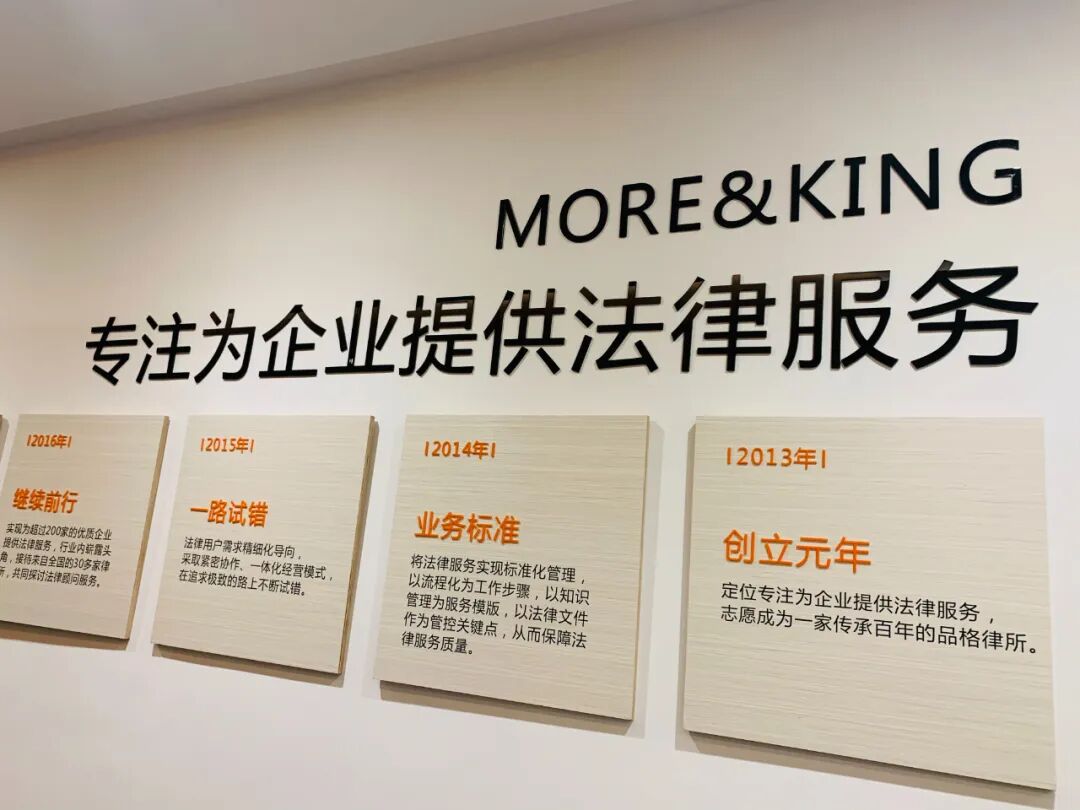 MORE&KING
专注为企业提供法律服务
|2016年|
继续前行
实现为超过200家的优质企业
提供法律服务，行业内崭露头
角，接待来自全国的30多家律
所，共同探讨法律顾问服务。
|2015年|
一路试错
法律用户需求精细化导向，
采取紧密协作、一体化经营模式，
在追求极致的路上不断试错。
|2014年|
业务标准
将法律服务实现标准化管理，
以流程化为工作步骤，以知识
管理为服务模版，以法律文件
作为管控关键点，从而保障法
律服务质量。
|2013年|
创立元年
定位专注为企业提供法律服务，
志愿成为一家传承百年的品格律所。